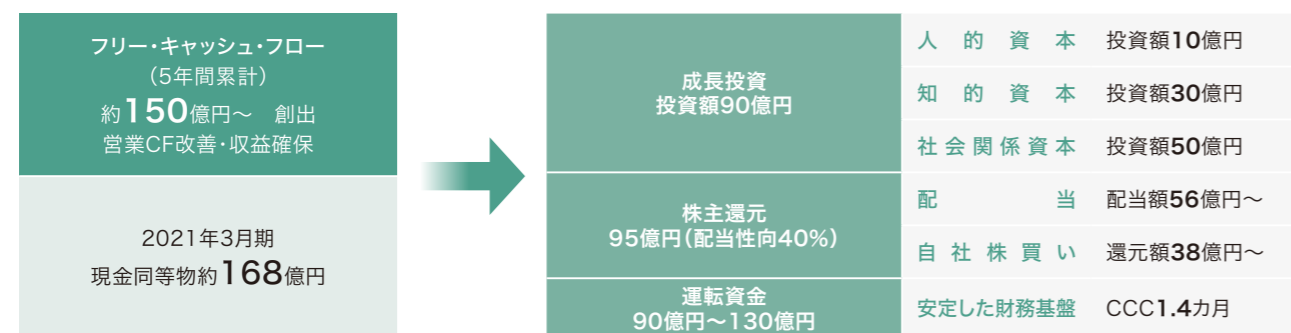 フリー・キャッシュ・フロー
（5年間累計）
約150億円～　創出
営業CF改善・収益確保
2021年3月期
現金同等物約168億円
成長投資
投資額90億円
人的資本　投資額10億円
知的資本　投資額30億円
社会関係資本　投資額50億円
株主還元
95億円（配当性向40%）
配当　配当額56億円～
自社株買い　還元額38億円～
運転資金
90億円～130億円
安定した財務基盤　CCC1.4カ月